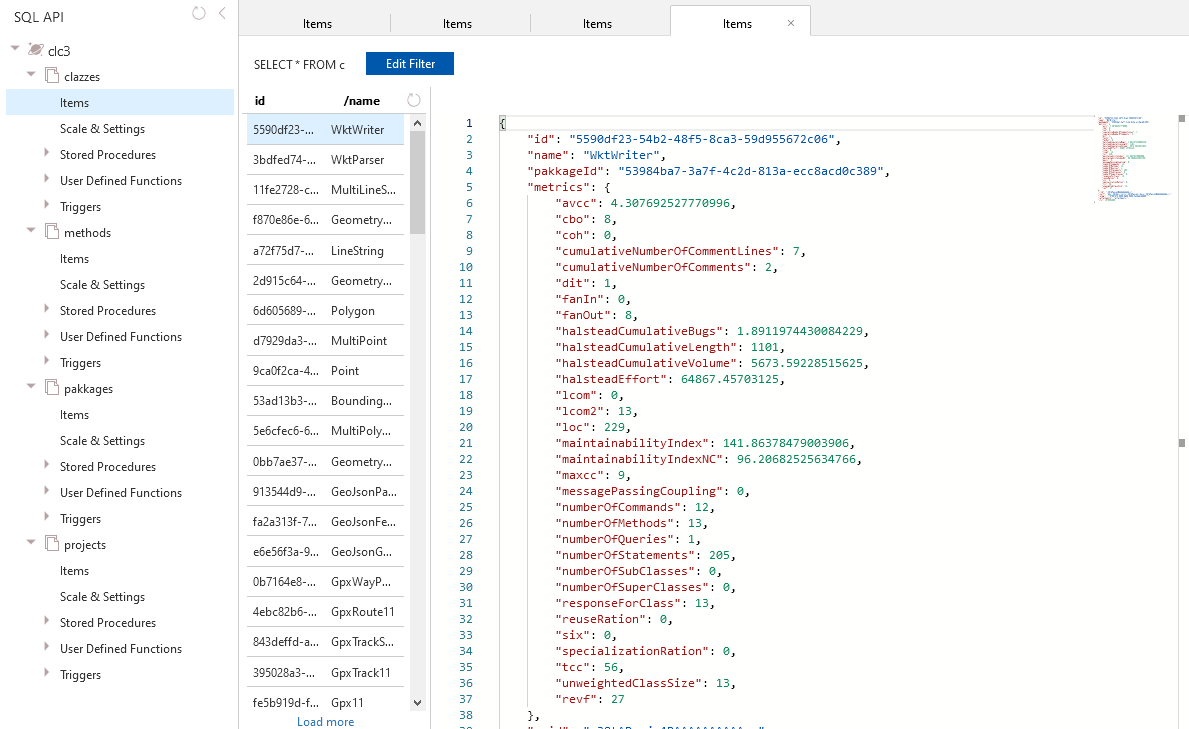 SQL API
clc3
clazzes
Items
Scale & Settings
Stored Procedures
User Defined Functions
Triggers
methods
Items
Scale & Settings
Stored Procedures
User Defined Functions
Triggers
pakkages
Items
Scale & Settings
Stored Procedures
User Defined Functions
Triggers
projects
Items
Scale & Settings
Stored Procedures
User Defined Functions
Triggers
Items Items Items Items ×
SELECT * FROM c Edit Filter
id /name
5590df23-... WktWriter
3bdfed74-... WktParser
11fe2728-c... MultiLineS...
f870e86e-6... Geometry...
a72f75d7-... LineString
2d915c64-... Geometry...
6d605689-... Polygon
d7929da3-... MultiPoint
9ca0f2ca-4... Point
53ad13b3-... Bounding...
5e6cfec6-6... MultiPoly...
0bb7ae37-... Geometry...
913544d9-... GeoJsonPa...
fa2a313f-7... GeoJsonFe...
e6e56f3a-9... GeoJsonG...
0b7164e8-... GpxWayP...
4ebc82b6-... GpxRoute11
843deffd-a... GpxTrackS...
395028a3-... GpxTrack11
fe5b919d-f... Gpx11
Load more
1 {
2 "id": "5590df23-54b2-48f5-8ca3-59d955672c06",
3 "name": "WktWriter",
4 "pakkageId": "53984ba7-3a7f-4c2d-813a-ecc8acd0c389",
5 "metrics": {
6 "avcc": 4.307692527770996,
7 "cbo": 8,
8 "coh": 0,
9 "cumulativeNumberOfCommentLines": 7,
10 "cumulativeNumberOfComments": 2,
11 "dit": 1,
12 "fanIn": 0,
13 "fanOut": 8,
14 "halsteadCumulativeBugs": 1.8911974430084229,
15 "halsteadCumulativeLength": 1101,
16 "halsteadCumulativeVolume": 5673.59228515625,
17 "halsteadEffort": 64867.45703125,
18 "lcom": 0,
19 "lcom2": 13,
20 "loc": 229,
21 "maintainabilityIndex": 141.86378479003906,
22 "maintainabilityIndexNC": 96.20682525634766,
23 "maxcc": 9,
24 "messagePassingCoupling": 0,
25 "numberOfCommands": 12,
26 "numberOfMethods": 13,
27 "numberOfQueries": 1,
28 "numberOfStatements": 205,
29 "numberOfSubClasses": 0,
30 "numberOfSuperClasses": 0,
31 "responseForClass": 13,
32 "reuseRation": 0,
33 "six": 0,
34 "specializationRation": 0,
35 "tcc": 56,
36 "unweightedClassSize": 13,
37 "revf": 27
38 },